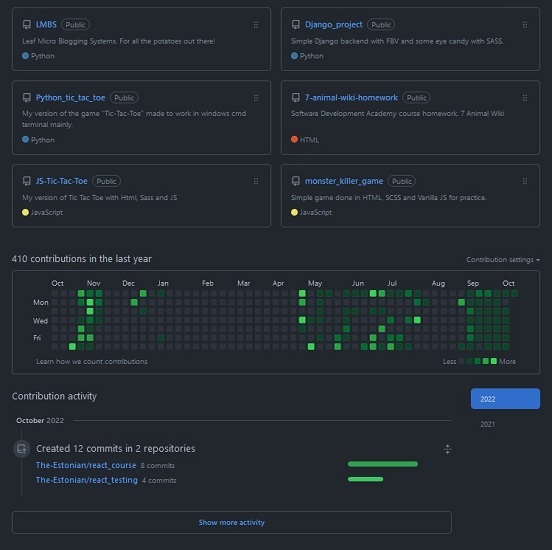 LMBS Public
Leaf Micro Blogging Systems. For all the potatoes out there!
Python
Django_project Public
Simple Django backend with FBV and some eye candy with SASS.
Python
Python_tic_tac_toe Public
My version of the game "Tic-Tac-Toe" made to work in windows cmd
terminal mainly.
Python
7-animal-wiki-homework Public
Software Development Academy course homework. 7 Animal Wiki
HTML
JS-Tic-Tac-Toe Public
My version of Tic Tac Toe with Html, Sass and JS
JavaScript
monster_killer_game Public
Simple game done in HTML, SCSS and Vanilla JS for practice.
JavaScript
410 contributions in the last year
Contribution settings
Oct Nov Dec Jan Feb Mar Apr May Jun Jul Aug Sep Oct
Mon
Wed
Fri
Learn how we count contributions
Less More
Contribution activity
2022
2021
October 2022
Created 12 commits in 2 repositories
The-Estonian/react_course 8 commits
The-Estonian/react_testing 4 commits
Show more activity